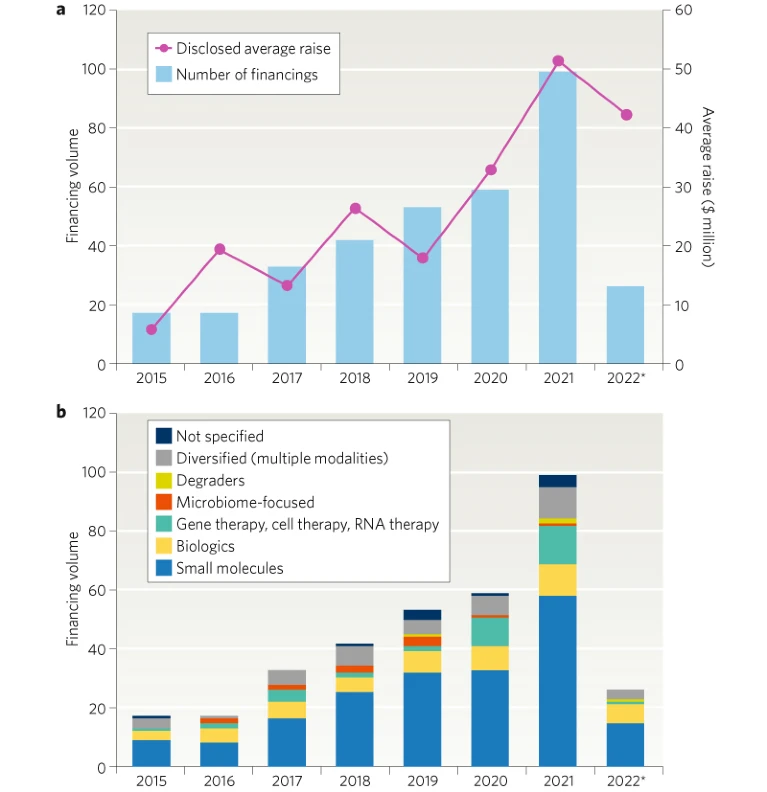 a
120
100
80
60
40
20
0
Financing volume
Disclosed average raise
Number of financings
60
50
40
30
20
10
0
Average raise ($ million)
2015 2016 2017 2018 2019 2020 2021 2022*
b
120
100
80
60
40
20
0
Financing volume
Not specified
Diversified (multiple modalities)
Degraders
Microbiome-focused
Gene therapy, cell therapy, RNA therapy
Biologics
Small molecules
2015 2016 2017 2018 2019 2020 2021 2022*